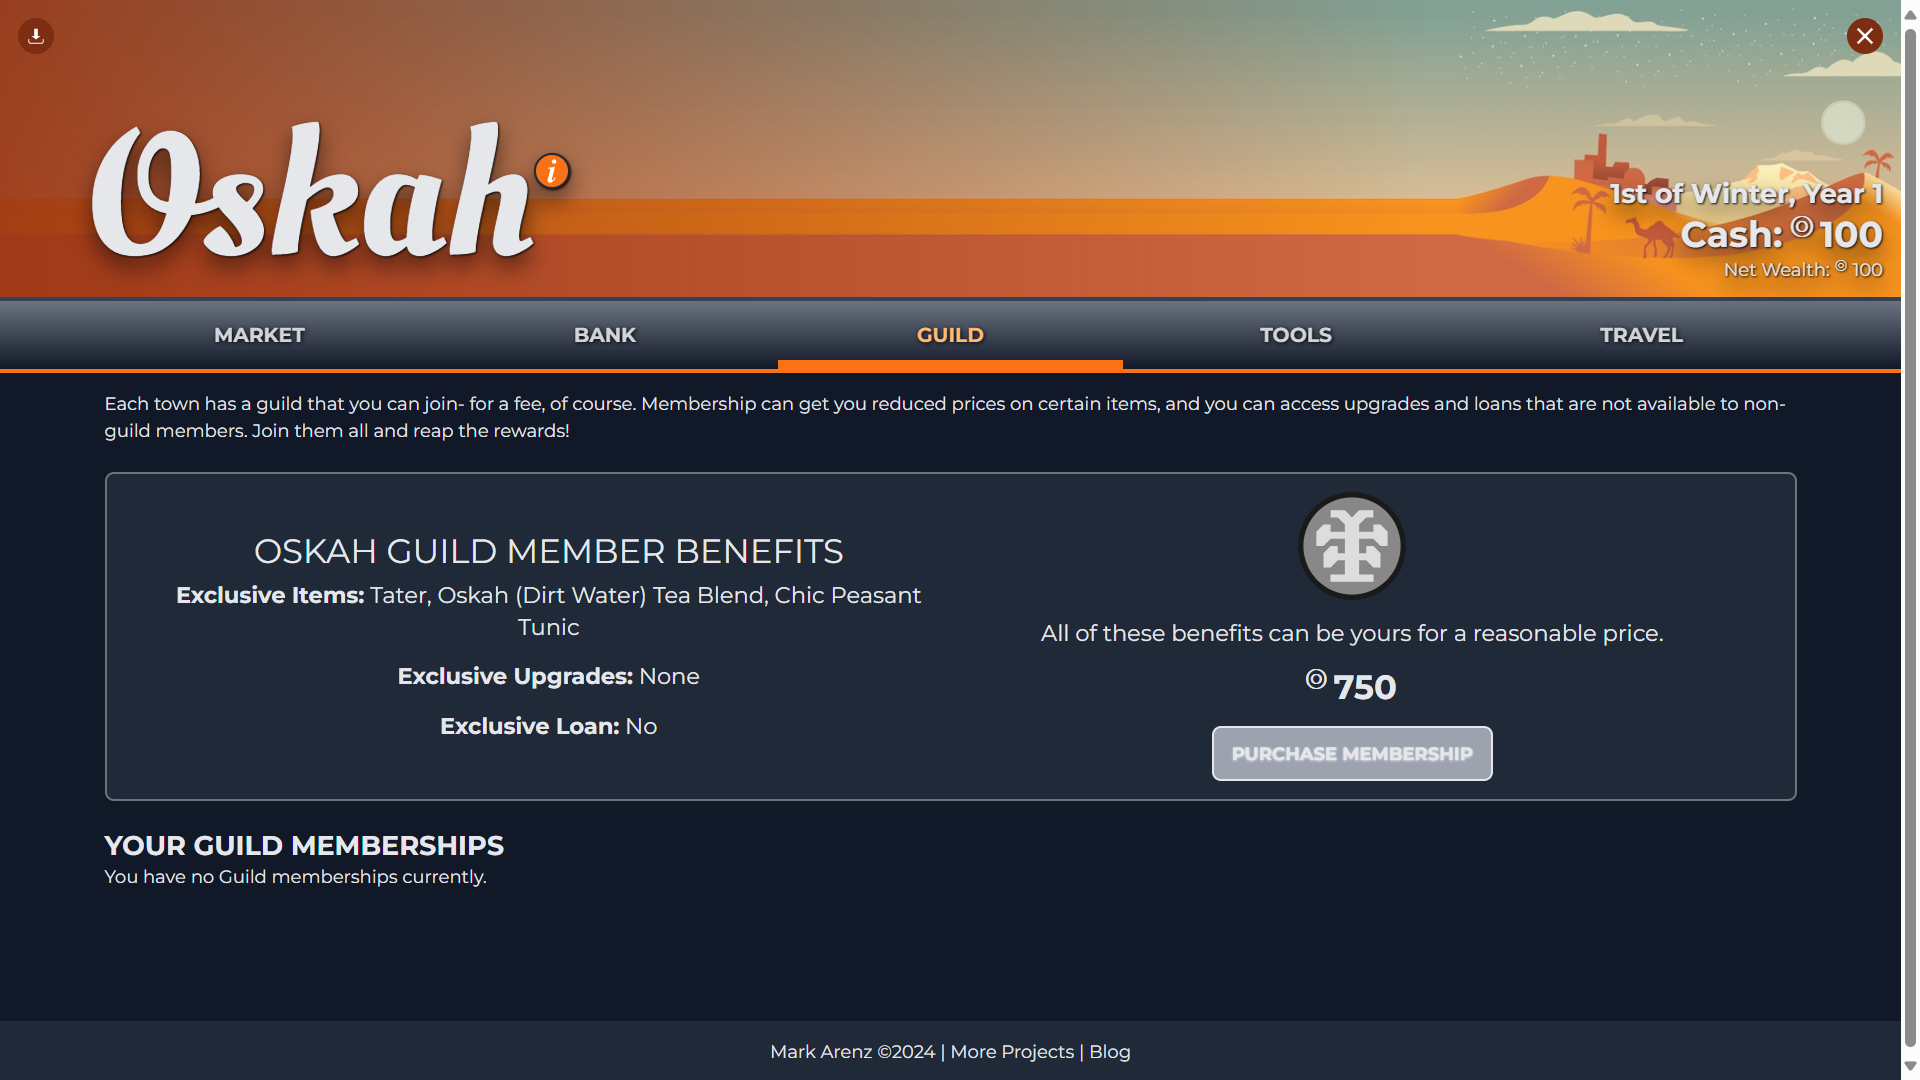 Oskah
i
1st of Winter, Year 1
Cash: 100
Net Wealth: 100
MARKET
BANK
GUILD
TOOLS
TRAVEL
Each town has a guild that you can join- for a fee, of course. Membership can get you reduced prices on certain items, and you can access upgrades and loans that are not available to non-
guild members. Join them all and reap the rewards!
OSKAH GUILD MEMBER BENEFITS
Exclusive Items: Tater, Oskah (Dirt Water) Tea Blend, Chic Peasant
Tunic
Exclusive Upgrades: None
Exclusive Loan: No
All of these benefits can be yours for a reasonable price.
750
PURCHASE MEMBERSHIP
YOUR GUILD MEMBERSHIPS
You have no Guild memberships currently.
Mark Arenz ©2024 | More Projects | Blog